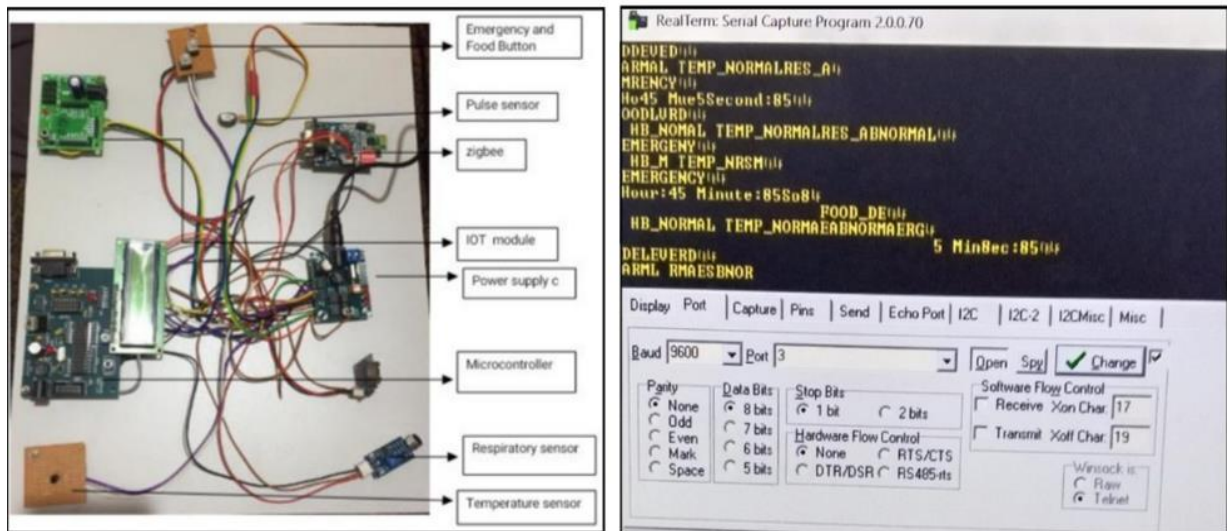 Emergency and
Food Button
Pulse sensor
zigbee
IOT module
Power supply c
Microcontroller
Respiratory sensor
Temperature sensor
RealTerm: Serial Capture Program 2.0.0.70
DDEVED
ARMAL TEMP_NORMALRES_A
MRENCY
Ho45 Mue5Second:85
OODLVRD
HB_NOMAL TEMP_NORMALRES_ABNORMAL
EMERGENY
HB_M TEMP_NRSM
EMERGENCY
Hour:45 Minute:85So8
FOOD_DE
HB_NORMAL TEMP_NORMAEABNORMAERG
5 Min8ec:85
DELEVERD
ARML RMAESBNOR
Display Port Capture Pins Send Echo Port I2C I2C-2 I2CMisc Misc
Baud 9600 Port 3 Open Spy Change
Parity
None
Odd
Even
Mark
Space
Data Bits
8 bits
7 bits
6 bits
5 bits
Stop Bits
1 bit 2 bits
Hardware Flow Control
None RTS/CTS
DTR/DSR RS485-rts
Software Flow Control
Receive Xon Char: 17
Transmit Xoff Char: 19
Winsock is:
Raw
Telnet